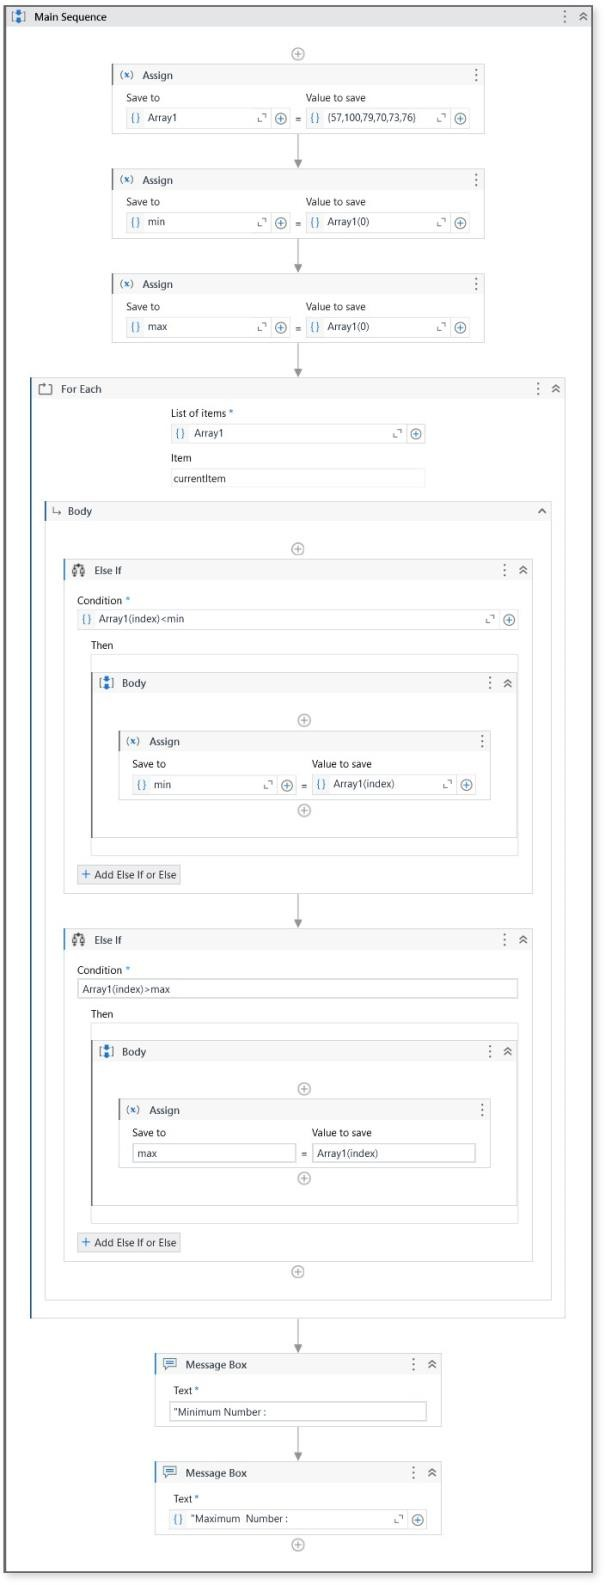 Main Sequence
(x) Assign
Save to Value to save
{} Array1 = {} {57,100,79,70,73,76}
(x) Assign
Save to Value to save
{} min = {} Array1(0)
(x) Assign
Save to Value to save
{} max = {} Array1(0)
For Each
List of items *
{} Array1
Item
currentItem
Body
Else If
Condition *
{} Array1(index)<min
Then
Body
(x) Assign
Save to Value to save
{} min = {} Array1(index)
+ Add Else If or Else
Else If
Condition *
Array1(index)>max
Then
Body
(x) Assign
Save to Value to save
max = Array1(index)
+ Add Else If or Else
Message Box
Text *
"Minimum Number :
Message Box
Text *
{} "Maximum Number :